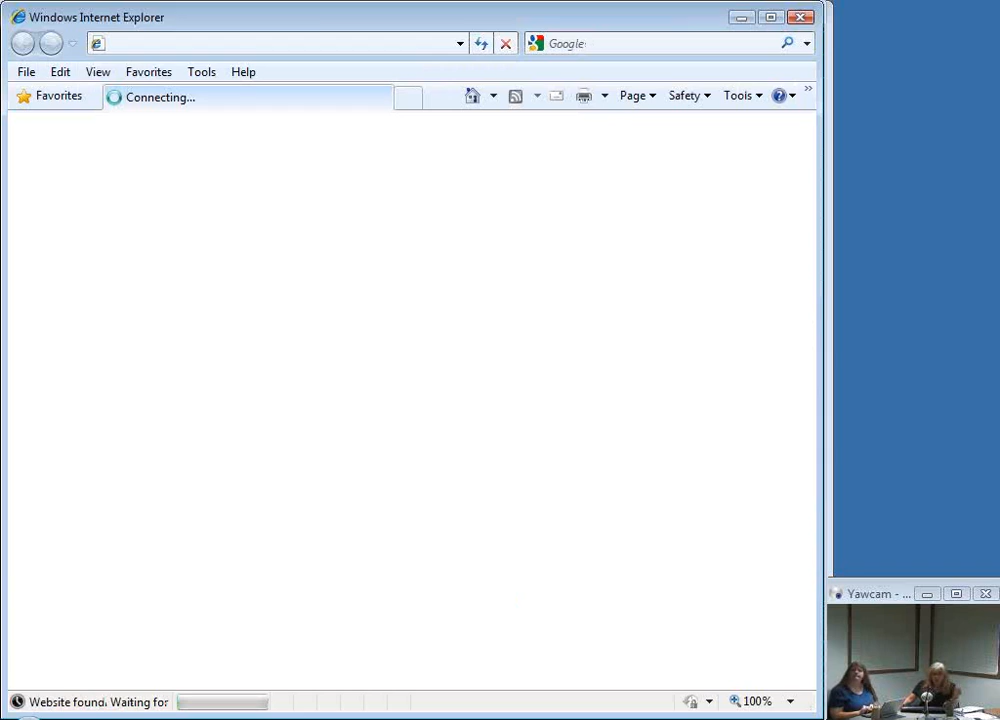 Windows Internet Explorer
Google
File Edit View Favorites Tools Help
Favorites Connecting... Page Safety Tools
Yawcam - ...
Website found. Waiting for 100%